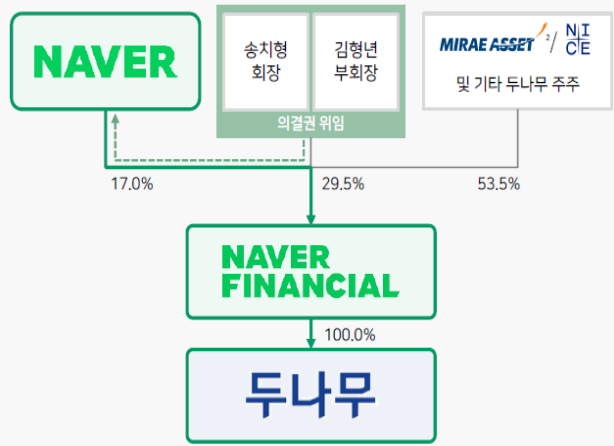 NAVER
송치형
회장
김형년
부회장
의결권 위임
MIRAE ASSET 2/ NICE
및 기타 두나무 주주
17.0%
29.5%
53.5%
NAVER
FINANCIAL
100.0%
두나무